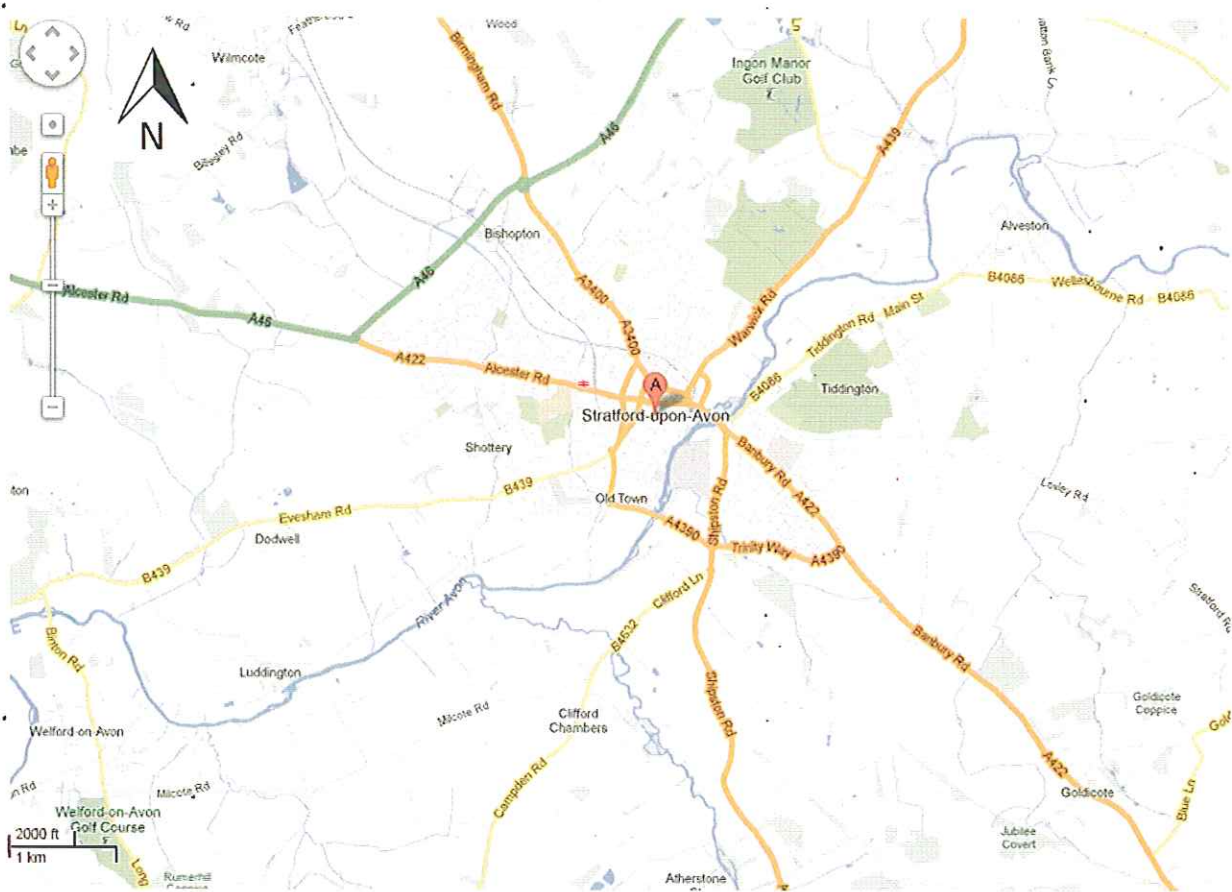 Wood
Wilmcote
N
Billesley Rd
Birmingham Rd
A46
Ingon Manor
Golf Club
A439
Alveston
Bishopton
A46
A3400
Alcester Rd
A46
A3400
Warwick Rd
B4086
Wellesbourne Rd
B4086
Tiddington Rd
Main St
A422
Alcester Rd
A
B4086
Tiddington
Stratford-upon-Avon
Shottery
Banbury Rd
A422
B439
Old Town
Shipston Rd
Loxley Rd
Evesham Rd
A4390
Dodwell
Trinity Way
A4390
B439
River Avon
Clifford Ln
B4632
Stratford Rd
Binton Rd
Banbury Rd
Luddington
Shipston Rd
Milcote Rd
Clifford
Chambers
Goldicote
Coppice
Welford-on-Avon
A422
Milcote Rd
Campden Rd
Goldicote
Blue Ln
Welford-on-Avon
Golf Course
2000 ft
1 km
Long
Jubilee
Covert
Rumerhill
Atherstone